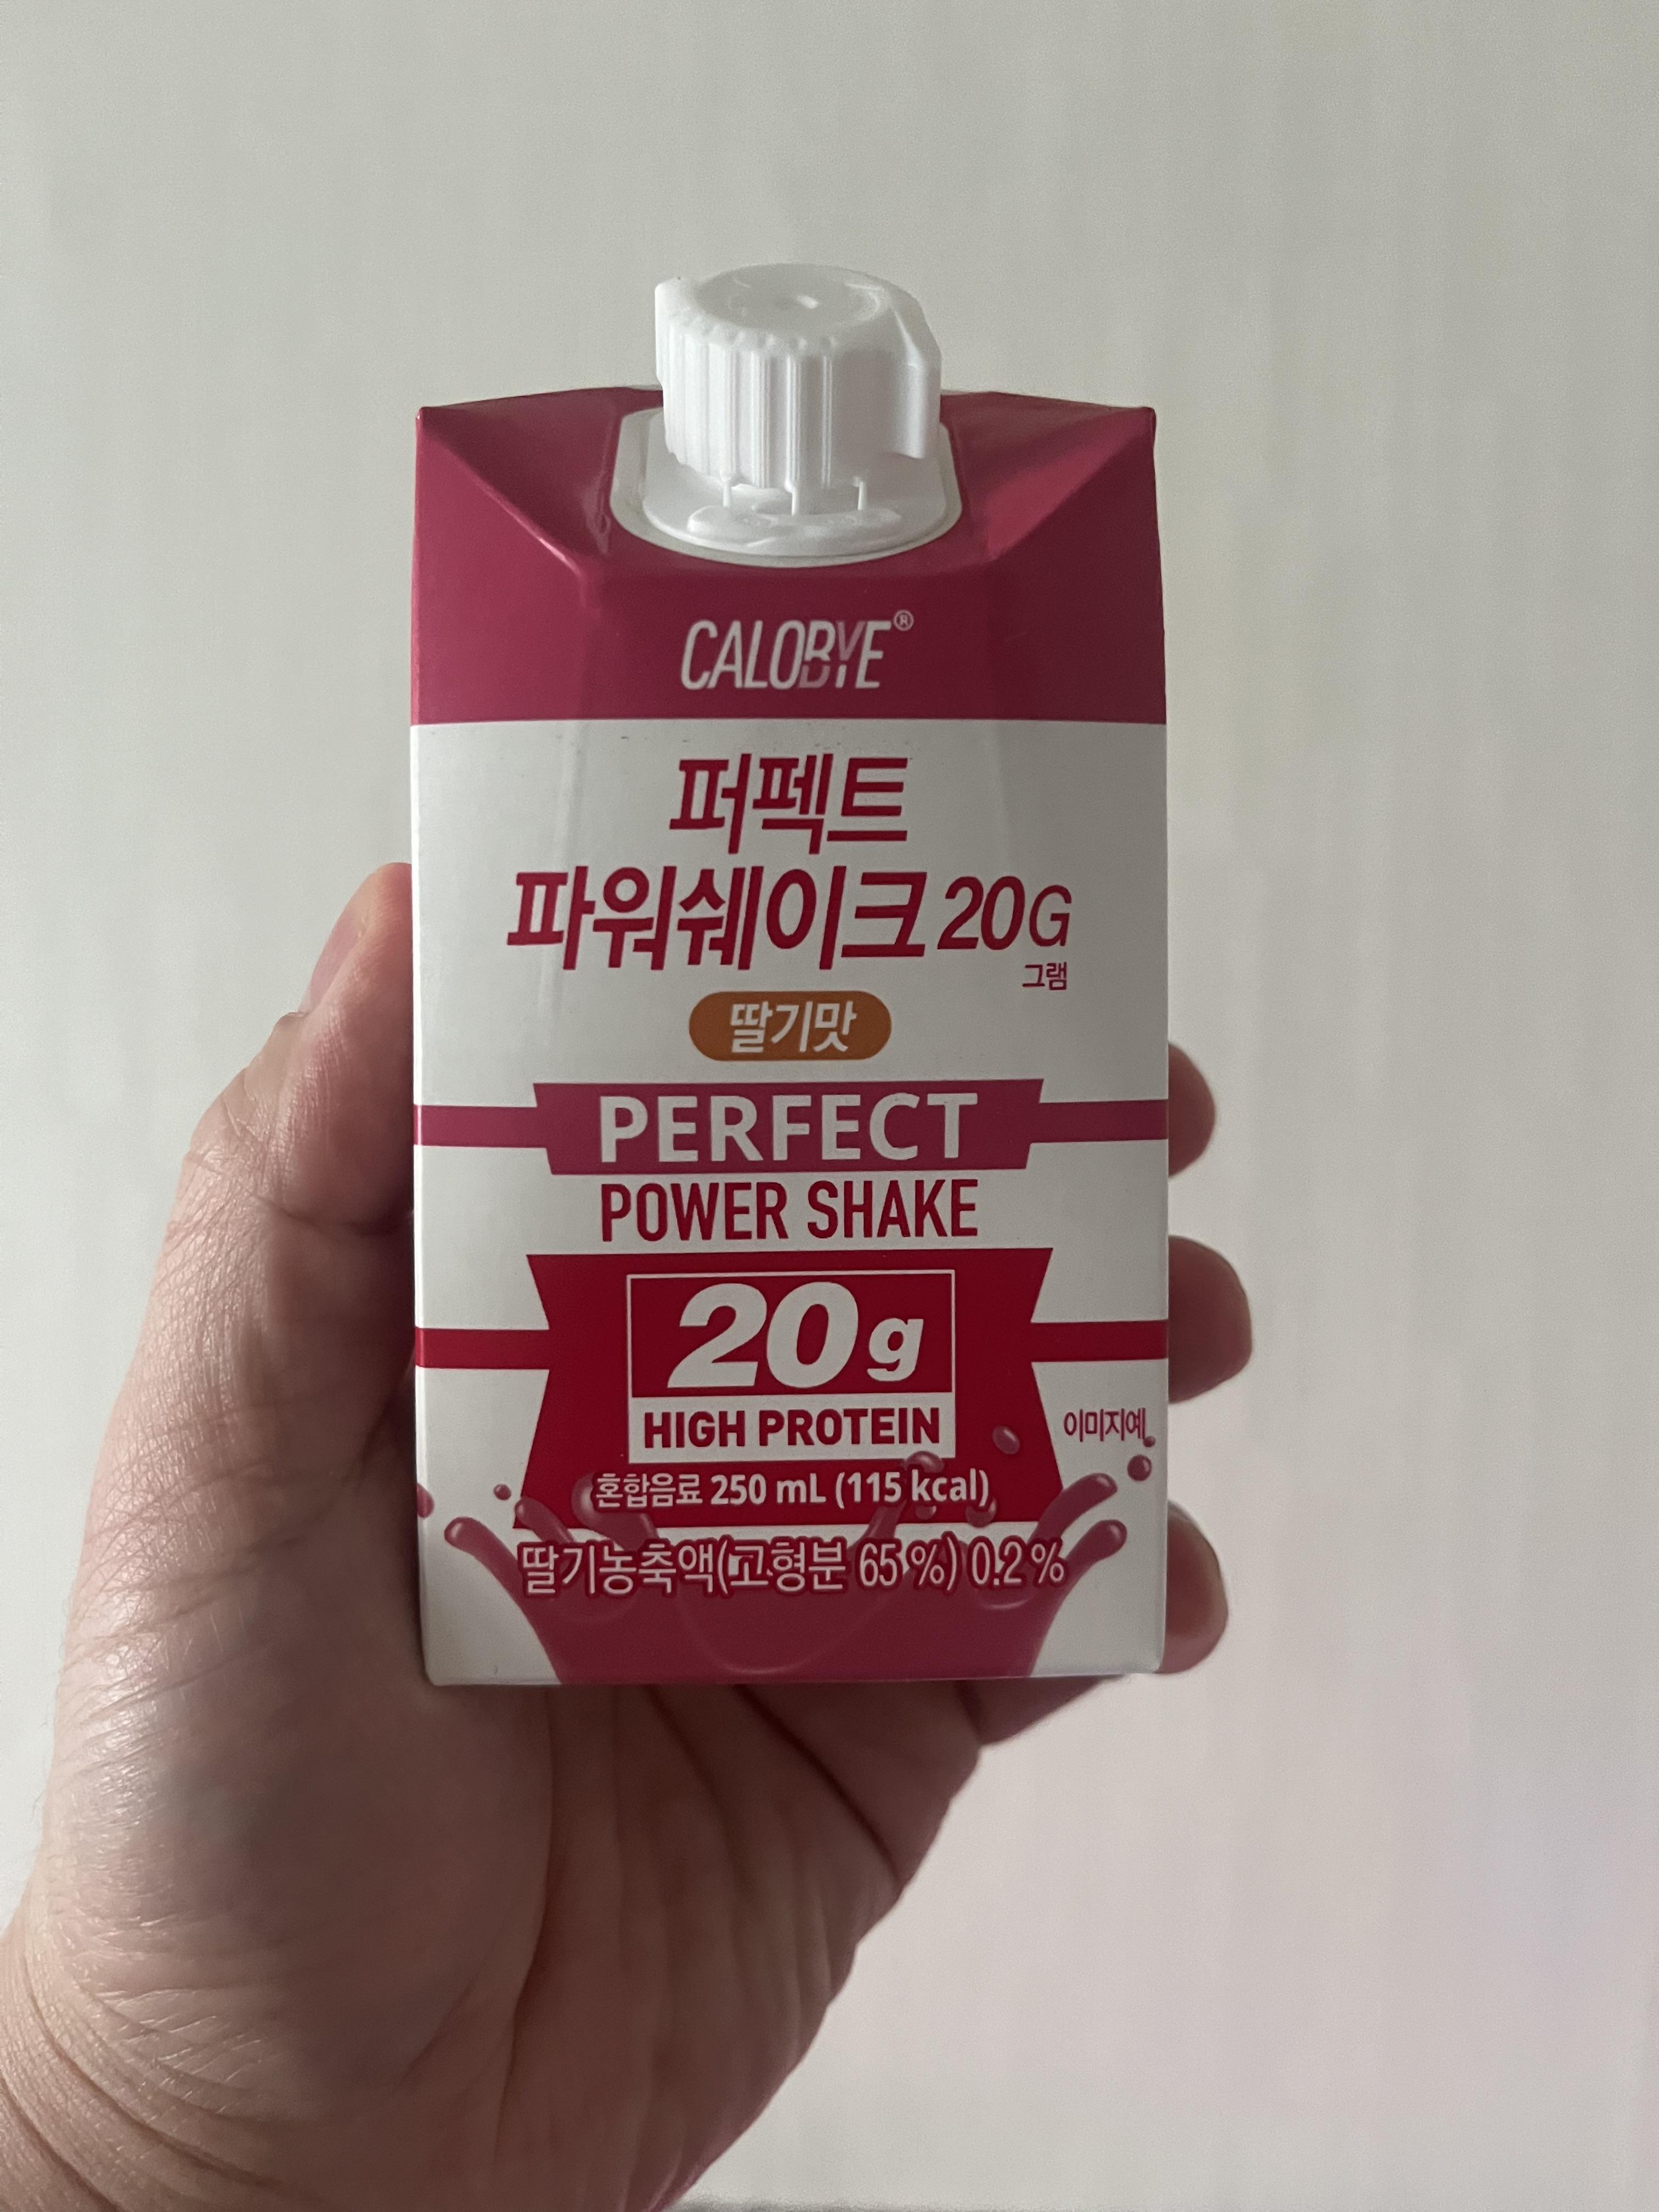 CALOBYE®
퍼펙트
파워쉐이크 20G
그램
딸기맛
PERFECT
POWER SHAKE
20g
HIGH PROTEIN
이미지예
혼합음료 250 mL (115 kcal)
딸기농축액(고형분 65 %) 0.2 %